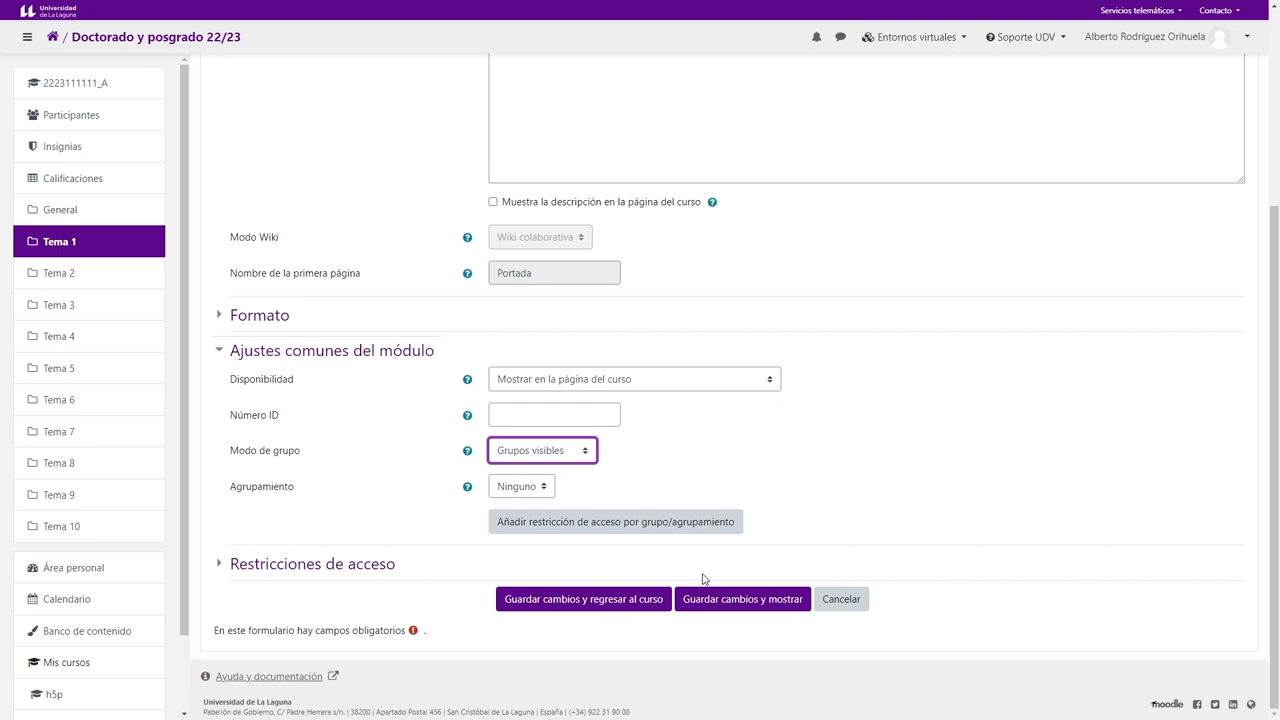 Universidad
de La Laguna
Servicios telemáticos
Contacto
/ Doctorado y posgrado 22/23
Entornos virtuales
Soporte UDV
Alberto Rodríguez Orihuela
2223111111_A
Participantes
Insignias
Calificaciones
General
Tema 1
Tema 2
Tema 3
Tema 4
Tema 5
Tema 6
Tema 7
Tema 8
Tema 9
Tema 10
Área personal
Calendario
Banco de contenido
Mis cursos
h5p
Muestra la descripción en la página del curso
Modo Wiki
Wiki colaborativa
Nombre de la primera página
Portada
Formato
Ajustes comunes del módulo
Disponibilidad
Mostrar en la página del curso
Número ID
Modo de grupo
Grupos visibles
Agrupamiento
Ninguno
Añadir restricción de acceso por grupo/agrupamiento
Restricciones de acceso
Guardar cambios y regresar al curso
Guardar cambios y mostrar
Cancelar
En este formulario hay campos obligatorios .
Ayuda y documentación
Universidad de La Laguna
Pabellón de Gobierno, C/ Padre Herrera s/n. | 38200 | Apartado Postal 456 | San Cristóbal de La Laguna | España | (+34) 922 31 90 00
moodle